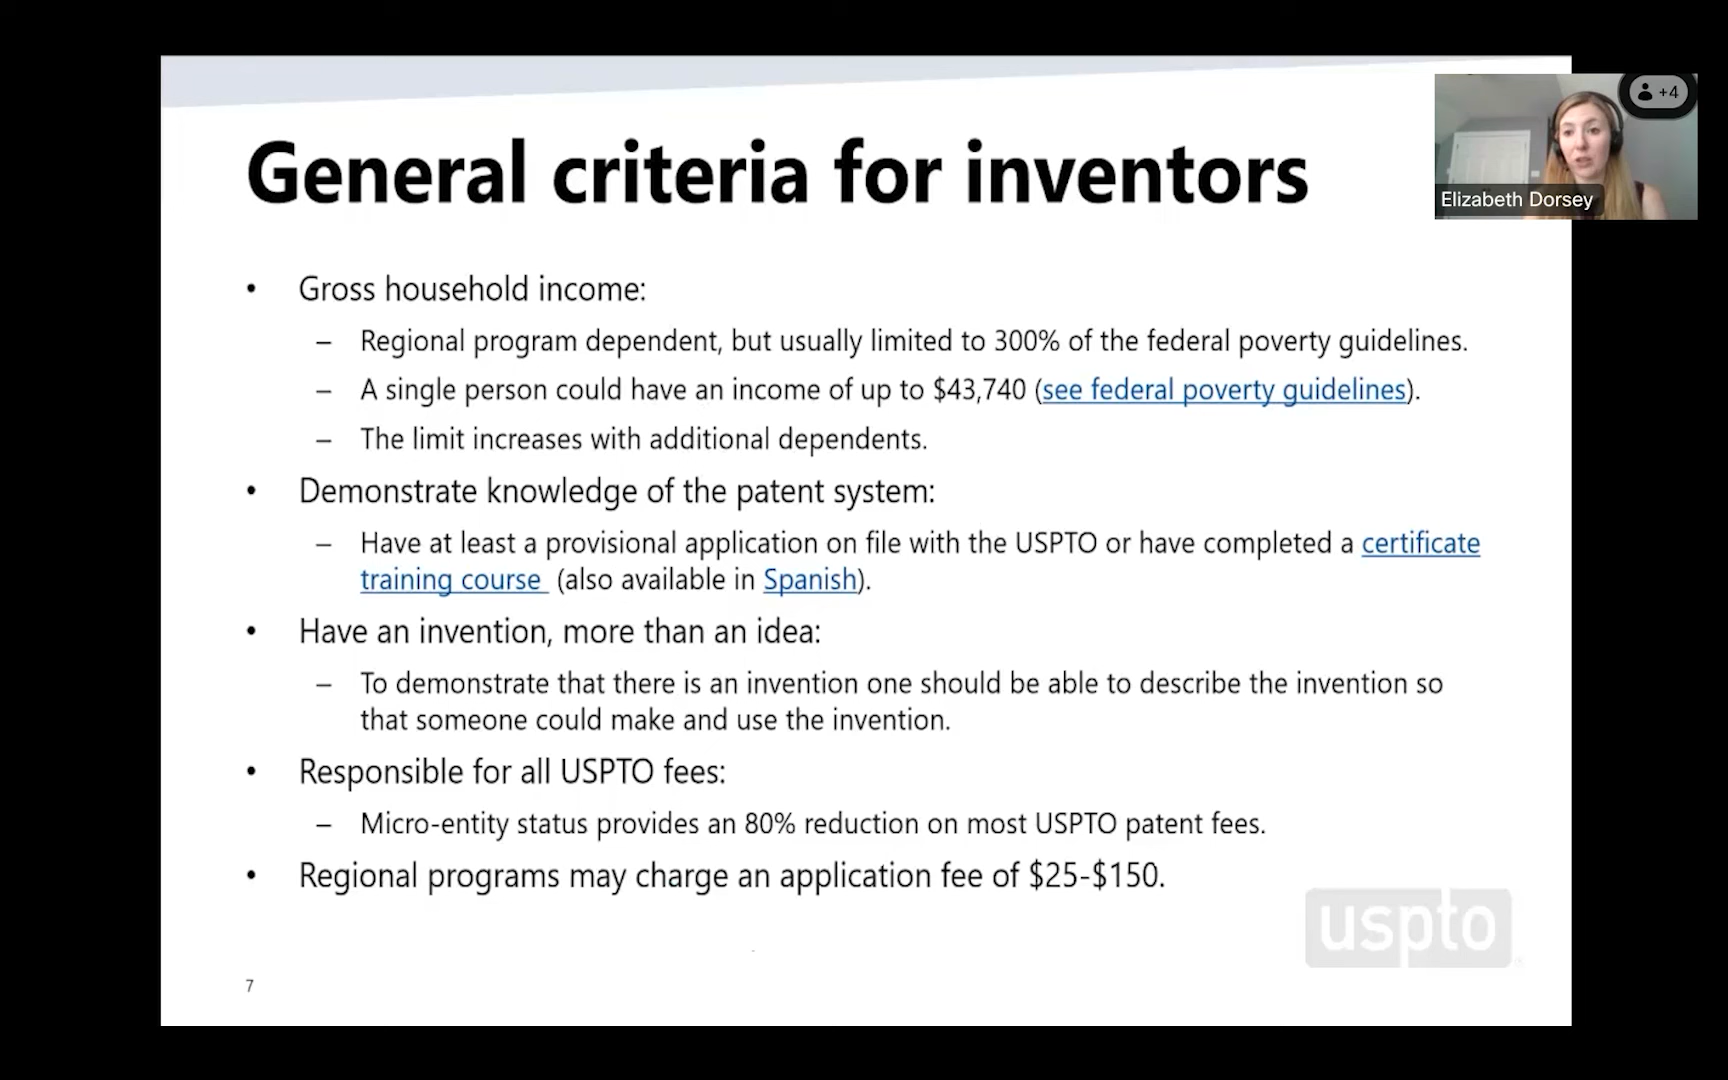 +4
Elizabeth Dorsey
General criteria for inventors
• Gross household income:
– Regional program dependent, but usually limited to 300% of the federal poverty guidelines.
– A single person could have an income of up to $43,740 (see federal poverty guidelines).
– The limit increases with additional dependents.
• Demonstrate knowledge of the patent system:
– Have at least a provisional application on file with the USPTO or have completed a certificate
training course (also available in Spanish).
• Have an invention, more than an idea:
– To demonstrate that there is an invention one should be able to describe the invention so
that someone could make and use the invention.
• Responsible for all USPTO fees:
– Micro-entity status provides an 80% reduction on most USPTO patent fees.
• Regional programs may charge an application fee of $25-$150.
uspto
7